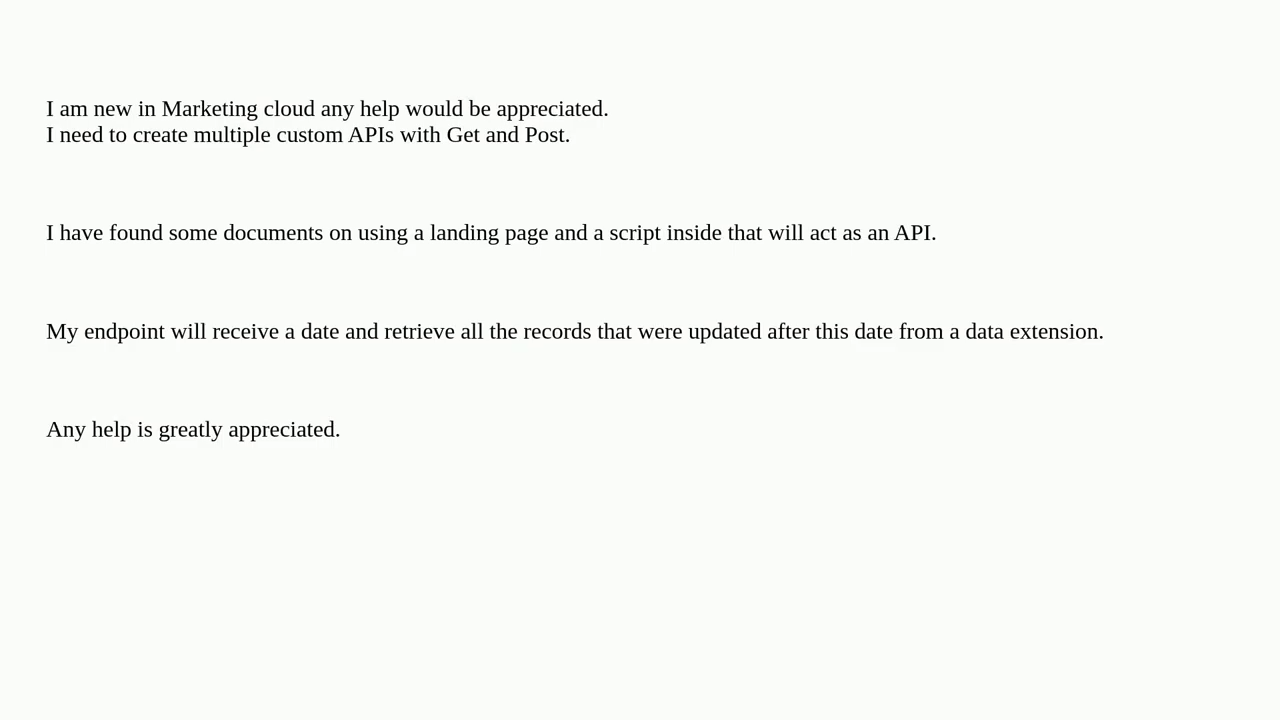 I am new in Marketing cloud any help would be appreciated.
I need to create multiple custom APIs with Get and Post.
I have found some documents on using a landing page and a script inside that will act as an API.
My endpoint will receive a date and retrieve all the records that were updated after this date from a data extension.
Any help is greatly appreciated.